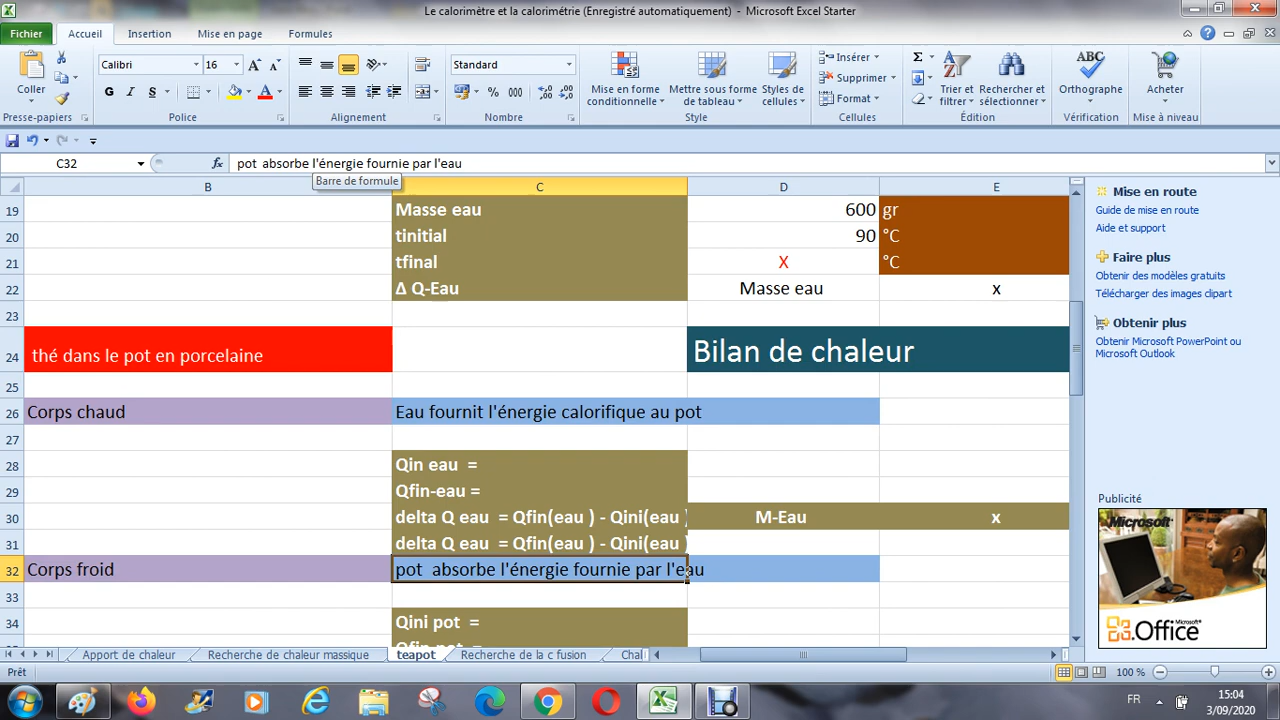 Le calorimètre et la calorimétrie (Enregistré automatiquement) - Microsoft Excel Starter
Fichier Accueil Insertion Mise en page Formules
Calibri 16 Standard
Coller
Mise en forme conditionnelle
Mettre sous forme de tableau
Styles de cellules
Insérer
Supprimer
Format
Trier et filtrer
Rechercher et sélectionner
ABC
Orthographe
Acheter
Presse-papiers Police Alignement Nombre Style Cellules Édition Vérification Mise à niveau
C32 fx pot absorbe l'énergie fournie par l'eau
Barre de formule
B C D E
19 Masse eau 600 gr
20 tinitial 90 °C
21 tfinal X °C
22 Δ Q-Eau Masse eau x
23
24 thé dans le pot en porcelaine Bilan de chaleur
25
26 Corps chaud Eau fournit l'énergie calorifique au pot
27
28 Qin eau =
29 Qfin-eau =
30 delta Q eau = Qfin(eau ) - Qini(eau ) M-Eau x
31 delta Q eau = Qfin(eau ) - Qini(eau )
32 Corps froid pot absorbe l'énergie fournie par l'eau
33
34 Qini pot =
Qfin pot =
Mise en route
Guide de mise en route
Aide et support
Faire plus
Obtenir des modèles gratuits
Télécharger des images clipart
Obtenir plus
Obtenir Microsoft PowerPoint ou
Microsoft Outlook
Publicité
Microsoft
Microsoft
Office
Apport de chaleur Recherche de chaleur massique teapot Recherche de la c fusion Chal
Prêt 100 %
FR 15:04
3/09/2020